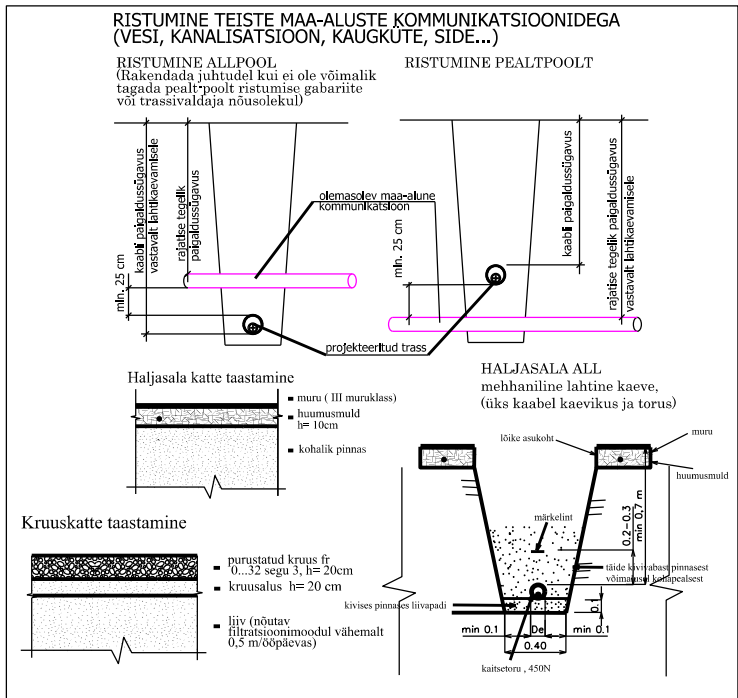 RISTUMINE TEISTE MAA-ALUSTE KOMMUNIKATSIOONIDEGA
(VESI, KANALISATSIOON, KAUGKÜTE, SIDE...)
RISTUMINE ALLPOOL
(Rakendada juhtudel kui ei ole võimalik
tagada pealt-poolt ristumise gabariite
või trassivaldaja nõusolekul)
RISTUMINE PEALTPOOLT
kaabli paigaldussügavus
vastavalt lahtikaevamisele
rajatise tegelik
paigaldussügavus
min. 25 cm
olemasolev maa-alune
kommunikatsioon
projekteeritud trass
min. 25 cm
kaabli paigaldussügavus
rajatise tegelik paigaldussügavus
vastavalt lahtikaevamisele
Haljasala katte taastamine
muru ( III muruklass)
huumusmuld
h= 10cm
kohalik pinnas
Kruuskatte taastamine
purustatud kruus fr
0...32 segu 3, h= 20cm
kruusalus h= 20 cm
liiv (nõutav
filtratsioonimoodul vähemalt
0,5 m/ööpäevas)
HALJASALA ALL
mehhaniline lahtine kaeve,
(üks kaabel kaevikus ja torus)
lõike asukoht
muru
huumusmuld
märkelint
0.2-0.3
min 0,7 m
täide kivivabast pinnasest
võimalusel kohapealsest
kivises pinnases liivapadi
0.1
min 0.1
De
min 0.1
0.40
kaitsetoru , 450N